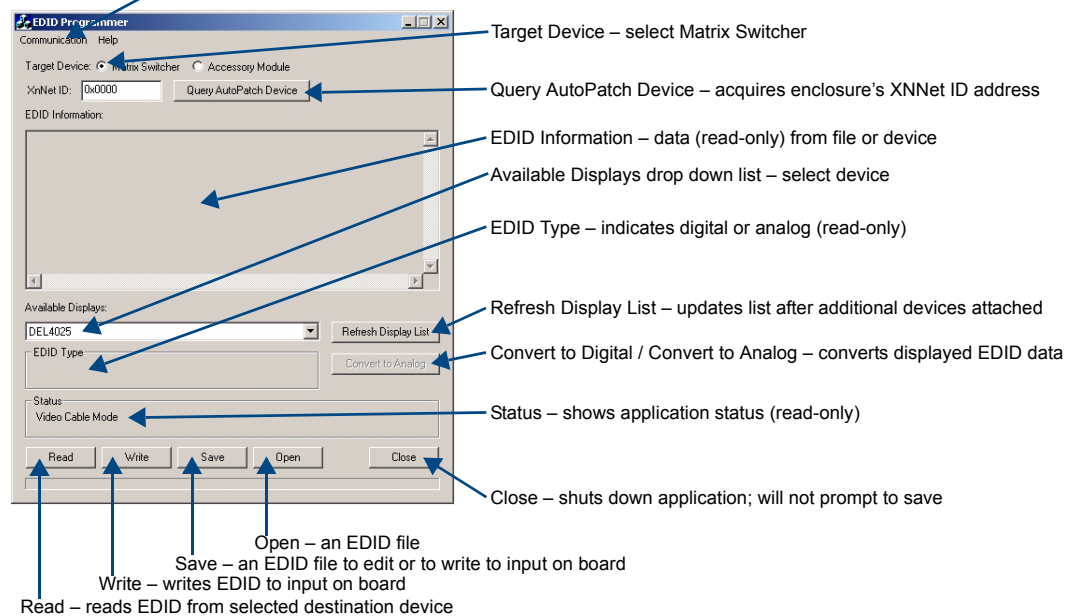 EDID Programmer
Communication Help
Target Device: Matrix Switcher Accessory Module
XnNet ID: 0x0000 Query AutoPatch Device
EDID Information:
Available Displays:
DEL4025 Refresh Display List
EDID Type
Convert to Analog
Status
Video Cable Mode
Read Write Save Open Close
Target Device – select Matrix Switcher
Query AutoPatch Device – acquires enclosure's XNNet ID address
EDID Information – data (read-only) from file or device
Available Displays drop down list – select device
EDID Type – indicates digital or analog (read-only)
Refresh Display List – updates list after additional devices attached
Convert to Digital / Convert to Analog – converts displayed EDID data
Status – shows application status (read-only)
Close – shuts down application; will not prompt to save
Open – an EDID file
Save – an EDID file to edit or to write to input on board
Write – writes EDID to input on board
Read – reads EDID from selected destination device